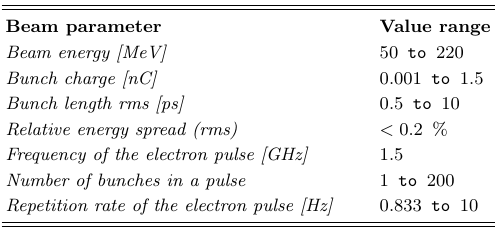 Beam parameter Value range
Beam energy [MeV] 50 to 220
Bunch charge [nC] 0.001 to 1.5
Bunch length rms [ps] 0.5 to 10
Relative energy spread (rms) < 0.2 %
Frequency of the electron pulse [GHz] 1.5
Number of bunches in a pulse 1 to 200
Repetition rate of the electron pulse [Hz] 0.833 to 10